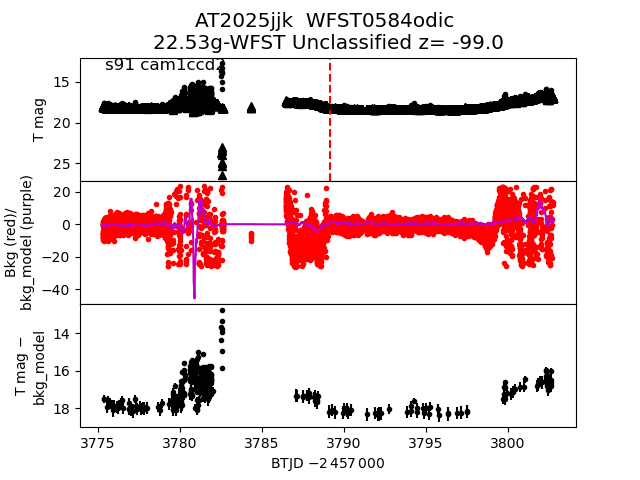 AT2025jjk  WFST0584odic
22.53g-WFST Unclassified z= -99.0
s91 cam1ccd2
T mag
15
20
25
Bkg (red)/
bkg_model (purple)
20
0
−20
−40
T mag −
bkg_model
14
16
18
3775
3780
3785
3790
3795
3800
BTJD −2 457 000